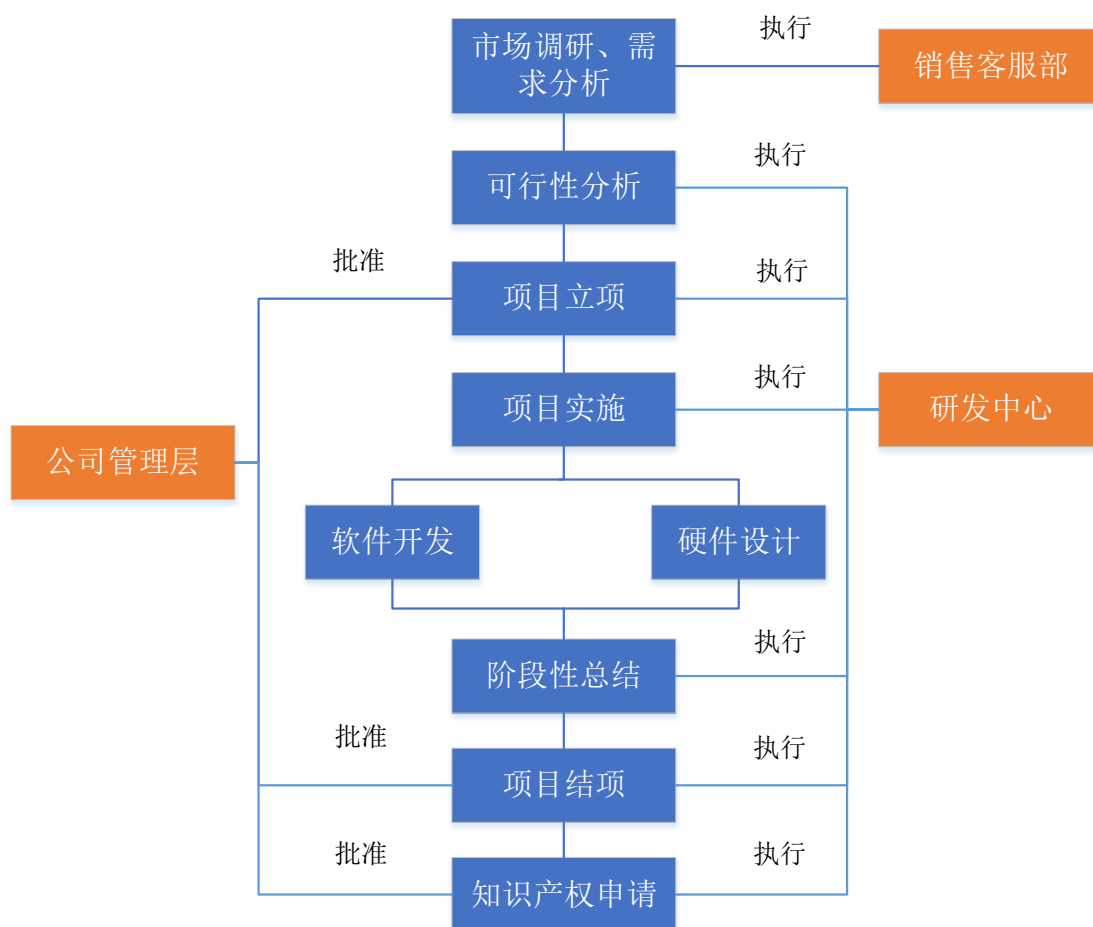 执行
市场调研、需
求分析
销售客服部
执行
可行性分析
批准
执行
项目立项
执行
项目实施
研发中心
公司管理层
软件开发
硬件设计
执行
阶段性总结
批准
执行
项目结项
批准
执行
知识产权申请